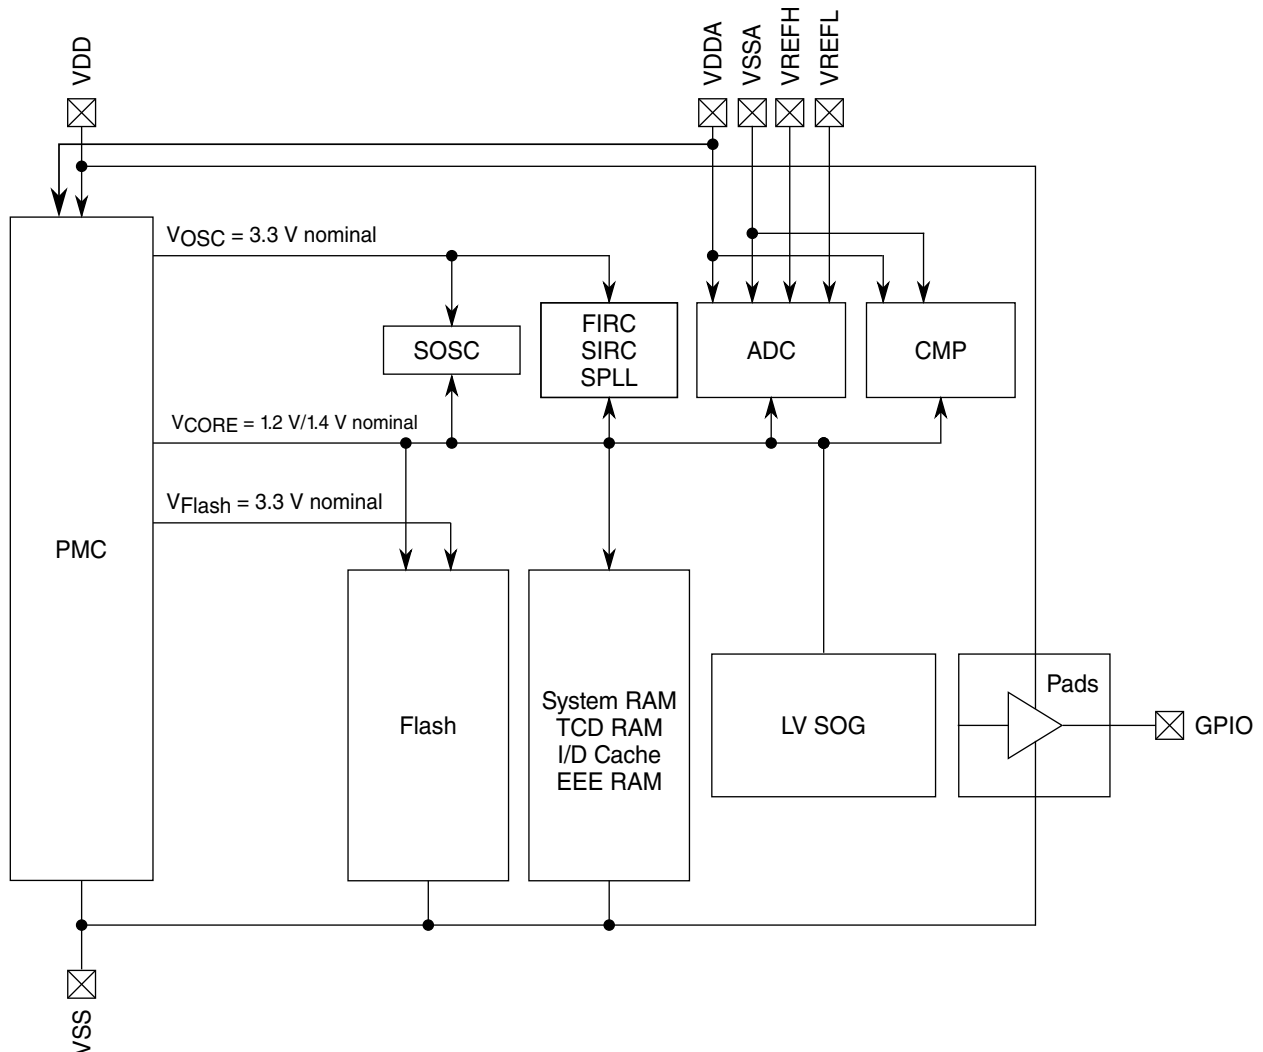 VDD
VDDA
VSSA
VREFH
VREFL
VOSC = 3.3 V nominal
FIRC
SIRC
SPLL
SOSC
ADC
CMP
VCORE = 1.2 V/1.4 V nominal
VFlash = 3.3 V nominal
PMC
Flash
System RAM
TCD RAM
I/D Cache
EEE RAM
LV SOG
Pads
GPIO
VSS